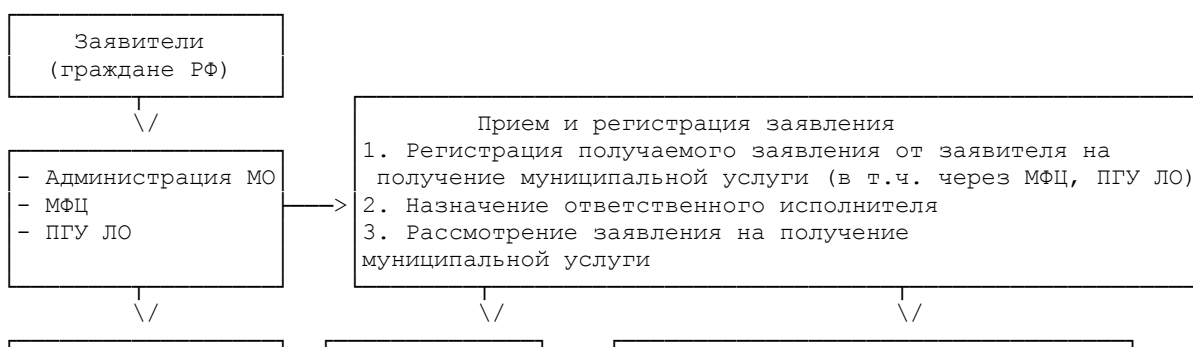 Заявители
(граждане РФ)
Прием и регистрация заявления
1. Регистрация получаемого заявления от заявителя на
получение муниципальной услуги (в т.ч. через МФЦ, ПГУ ЛО)
2. Назначение ответственного исполнителя
3. Рассмотрение заявления на получение
муниципальной услуги
- Администрация МО
- МФЦ
- ПГУ ЛО